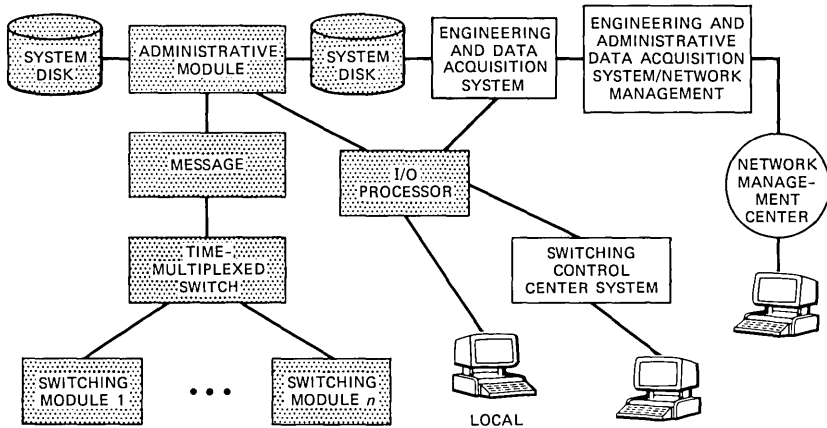 SYSTEM
DISK
ADMINISTRATIVE
MODULE
SYSTEM
DISK
ENGINEERING
AND DATA
ACQUISITION
SYSTEM
ENGINEERING AND
ADMINISTRATIVE
DATA ACQUISITION
SYSTEM/NETWORK
MANAGEMENT
MESSAGE
I/O
PROCESSOR
NETWORK
MANAGE-
MENT
CENTER
TIME-
MULTIPLEXED
SWITCH
SWITCHING
CONTROL
CENTER SYSTEM
SWITCHING
MODULE 1
• • •
SWITCHING
MODULE n
LOCAL